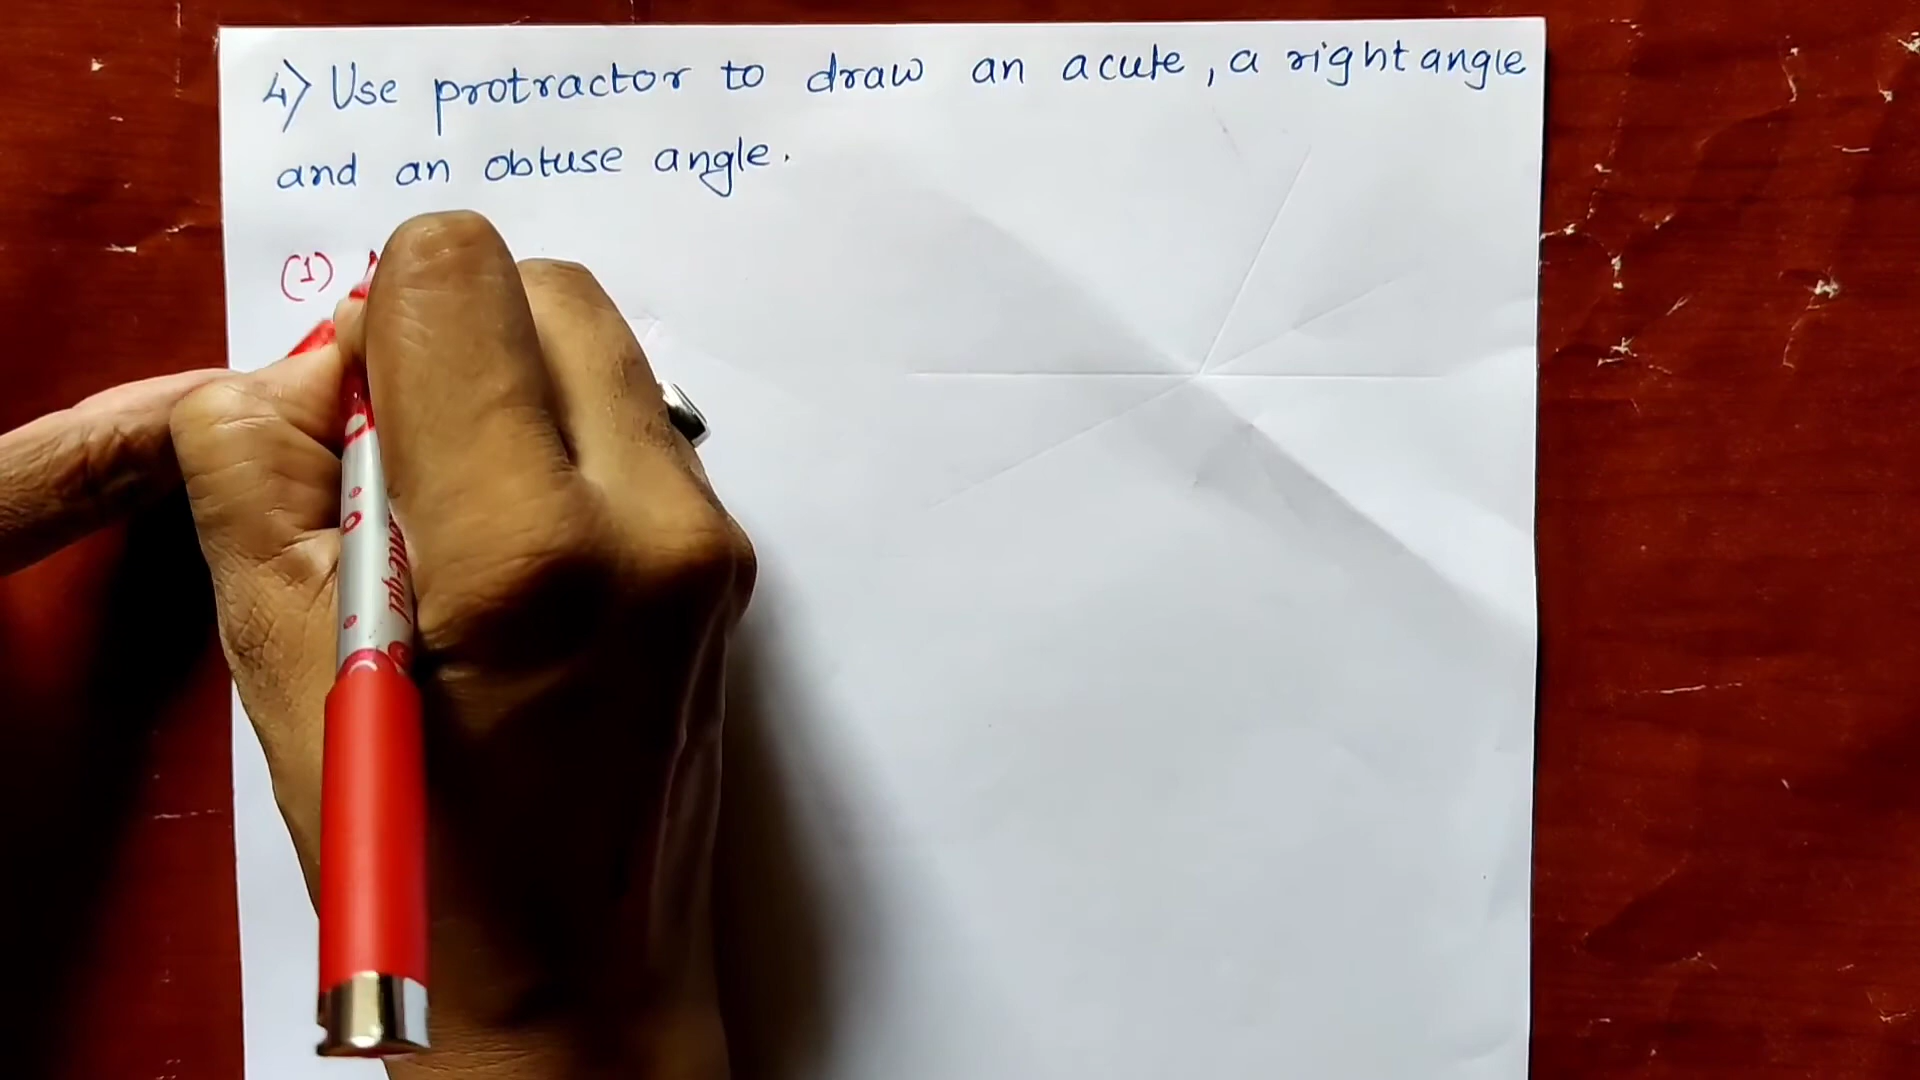 4) Use protractor to draw an acute, a right angle
and an obtuse angle.
(1)